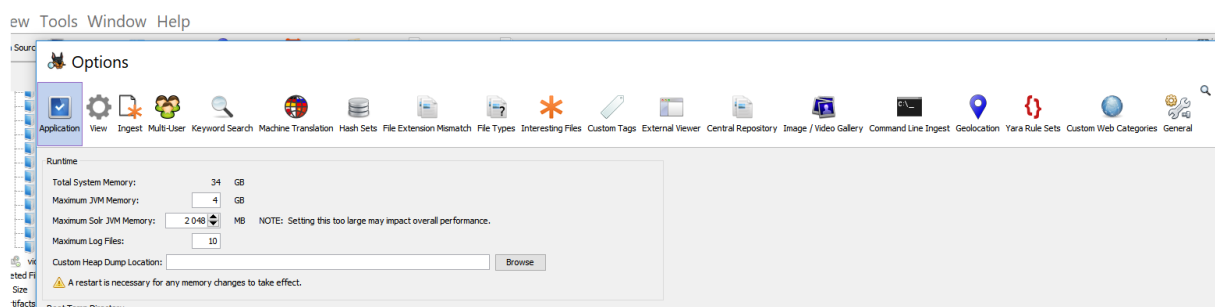 ew Tools Window Help
Sourc
Options
Application View Ingest Multi-User Keyword Search Machine Translation Hash Sets File Extension Mismatch File Types Interesting Files Custom Tags External Viewer Central Repository Image / Video Gallery Command Line Ingest Geolocation Yara Rule Sets Custom Web Categories General
Runtime
Total System Memory: 34 GB
Maximum JVM Memory: 4 GB
Maximum Solr JVM Memory: 2 048 MB NOTE: Setting this too large may impact overall performance.
Maximum Log Files: 10
Custom Heap Dump Location: Browse
vi
eted Fi
A restart is necessary for any memory changes to take effect.
Size
tifacts